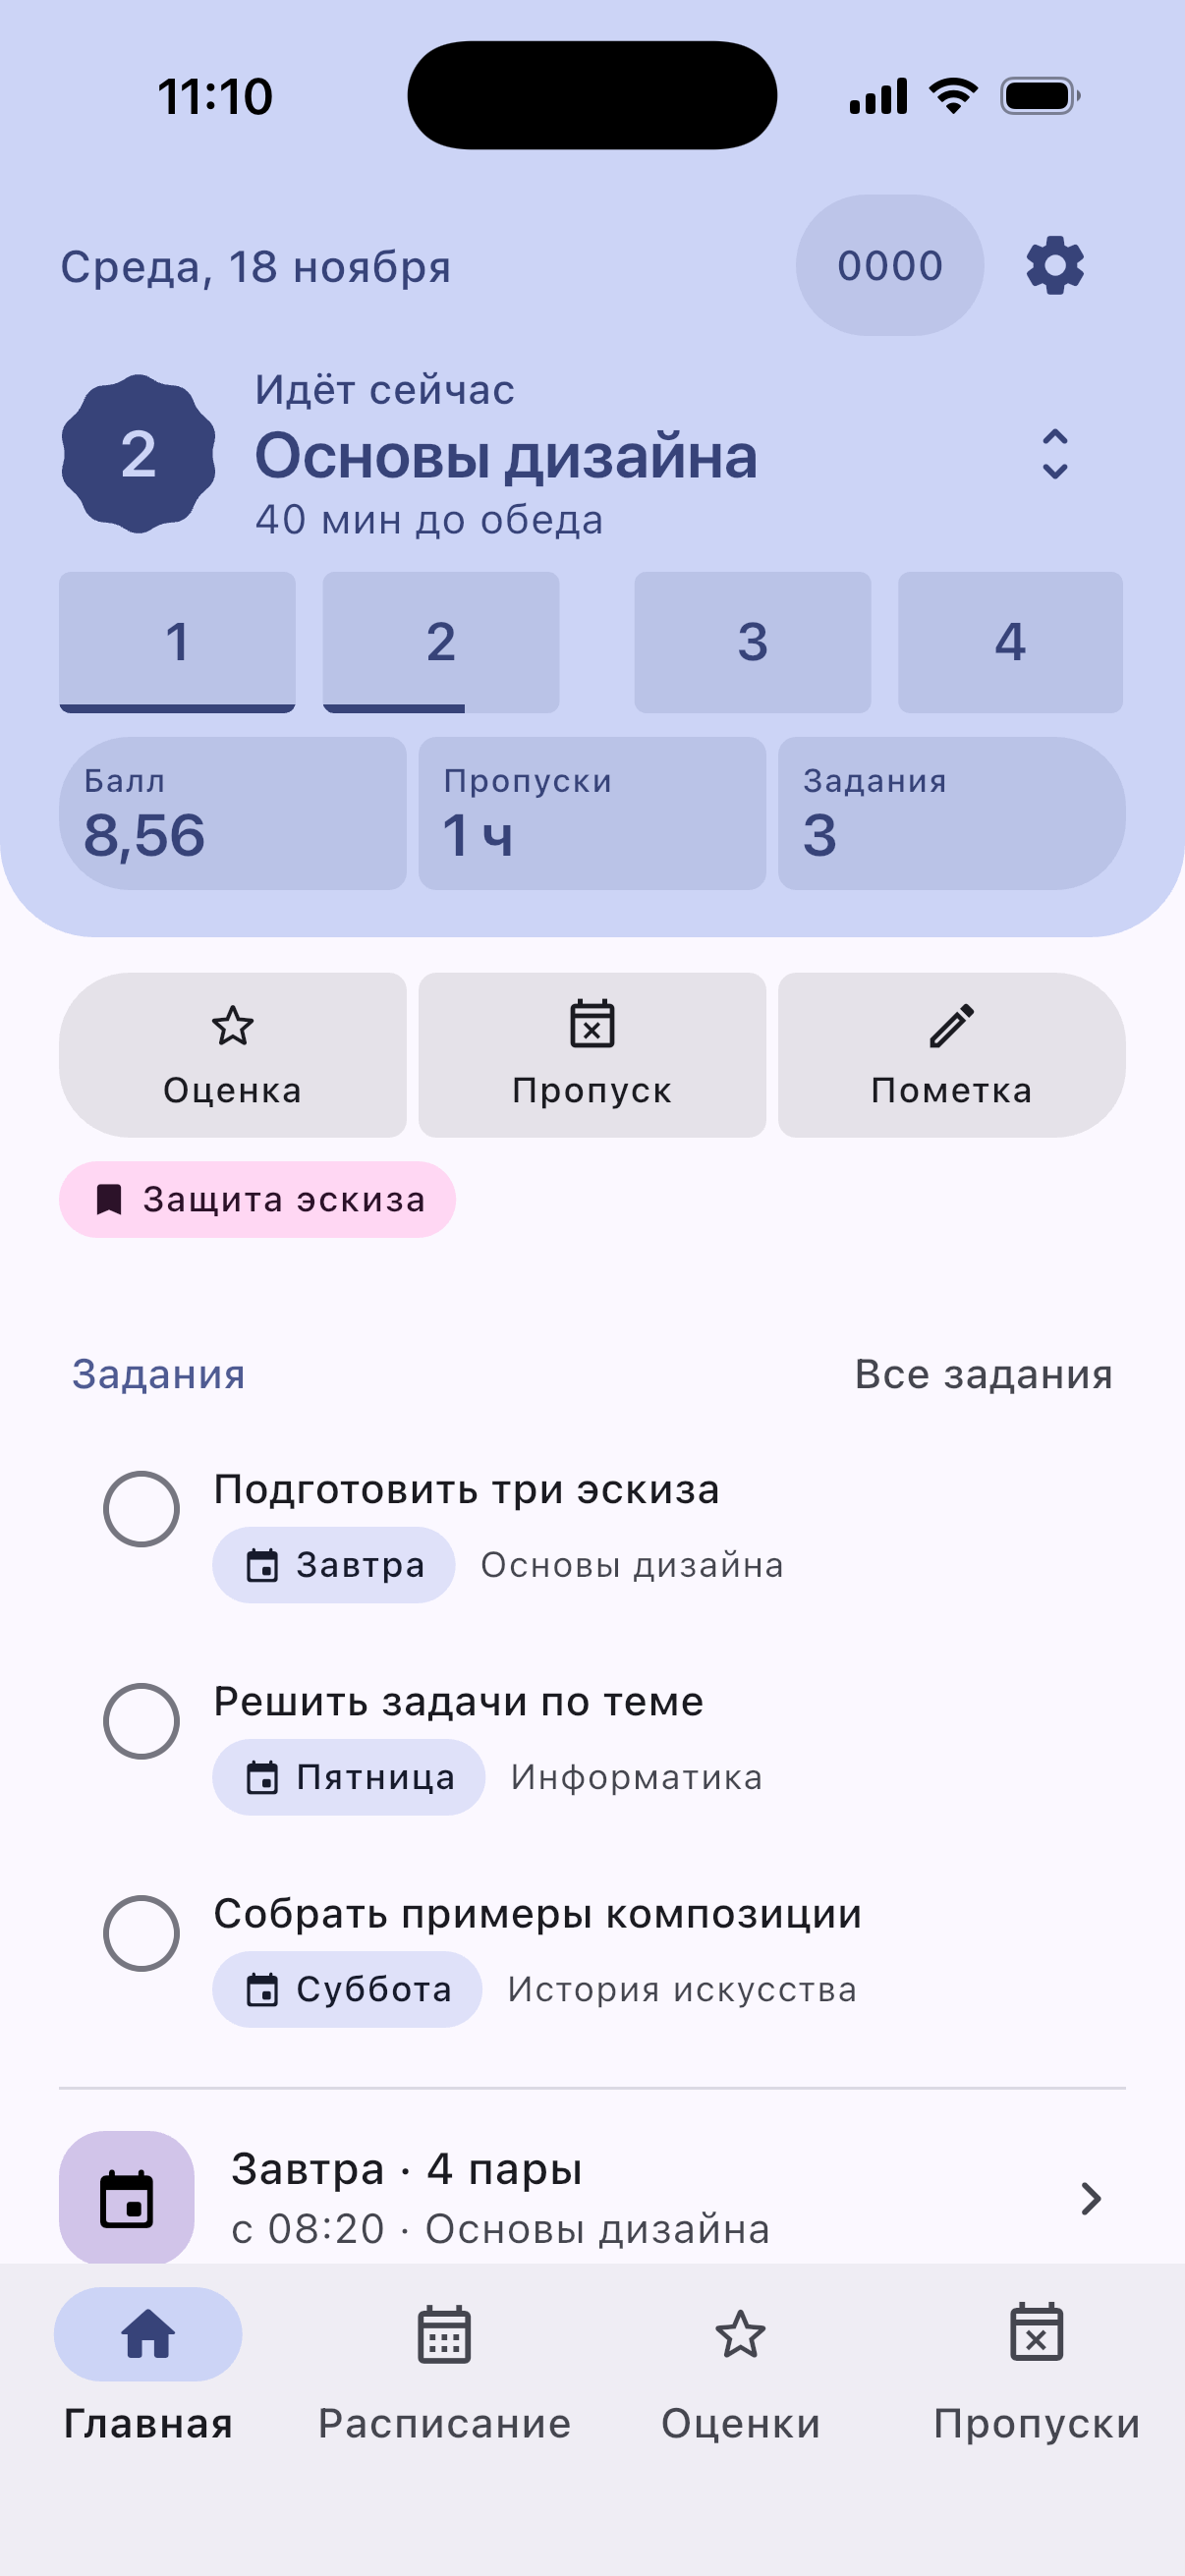 11:10
Среда, 18 ноября
0000
2
Идёт сейчас
Основы дизайна
40 мин до обеда
1
2
3
4
Балл
8,56
Пропуски
1 ч
Задания
3
Оценка
Пропуск
Пометка
Защита эскиза
Задания
Все задания
Подготовить три эскиза
Завтра
Основы дизайна
Решить задачи по теме
Пятница
Информатика
Собрать примеры композиции
Суббота
История искусства
Завтра · 4 пары
с 08:20 · Основы дизайна
Главная
Расписание
Оценки
Пропуски